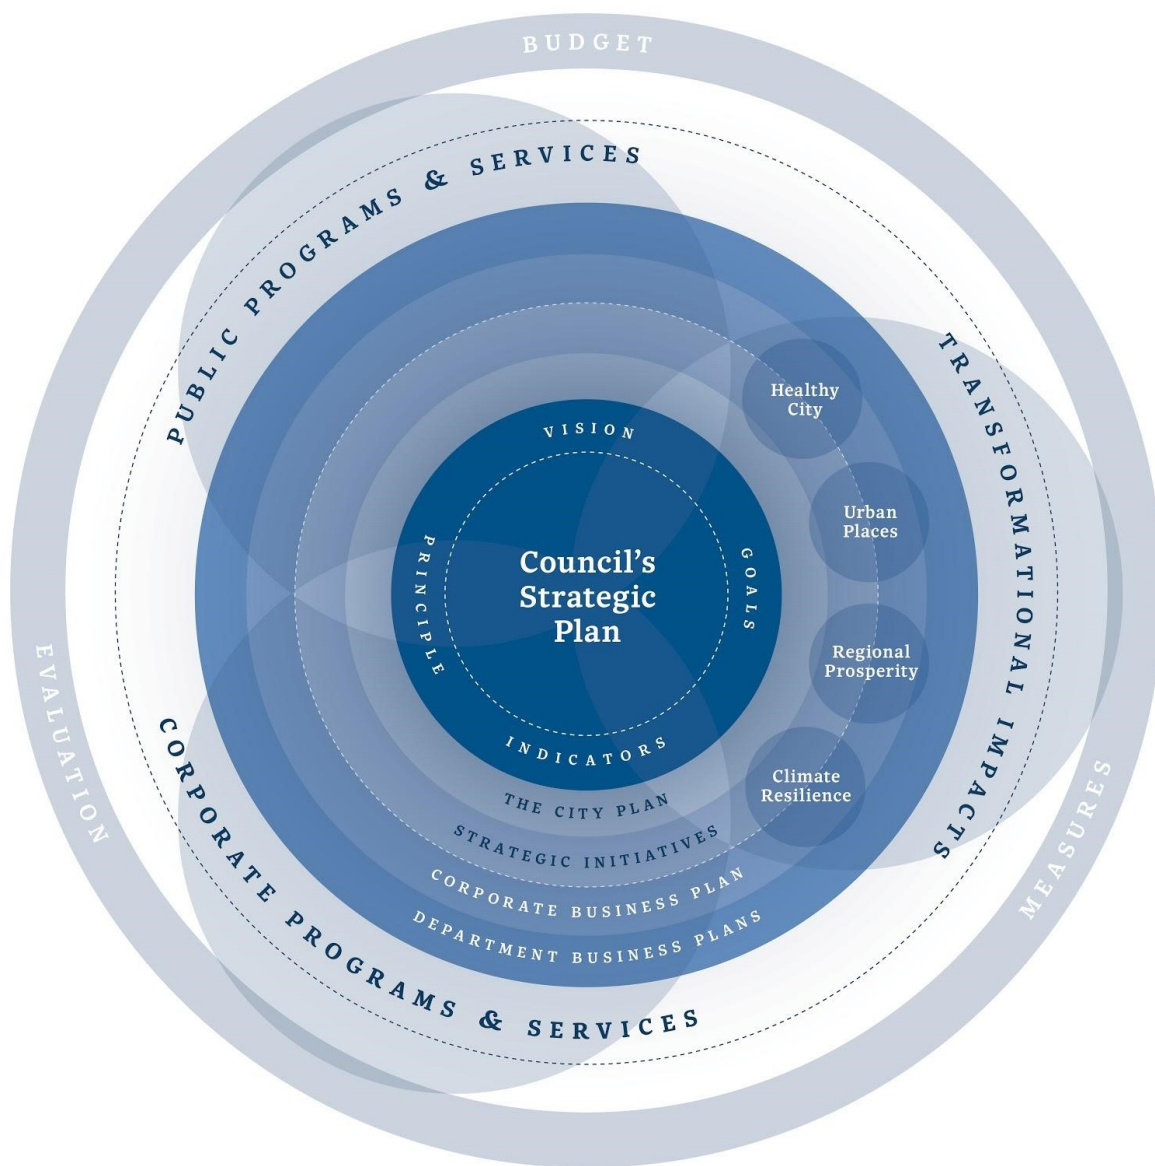 BUDGET
PUBLIC PROGRAMS & SERVICES
TRANSFORMATIONAL IMPACTS
Healthy
City
Urban
Places
Regional
Prosperity
Climate
Resilience
VISION
PRINCIPLE
GOALS
Council’s
Strategic
Plan
INDICATORS
THE CITY PLAN
STRATEGIC INITIATIVES
CORPORATE BUSINESS PLAN
DEPARTMENT BUSINESS PLANS
CORPORATE PROGRAMS & SERVICES
EVALUATION
MEASURES